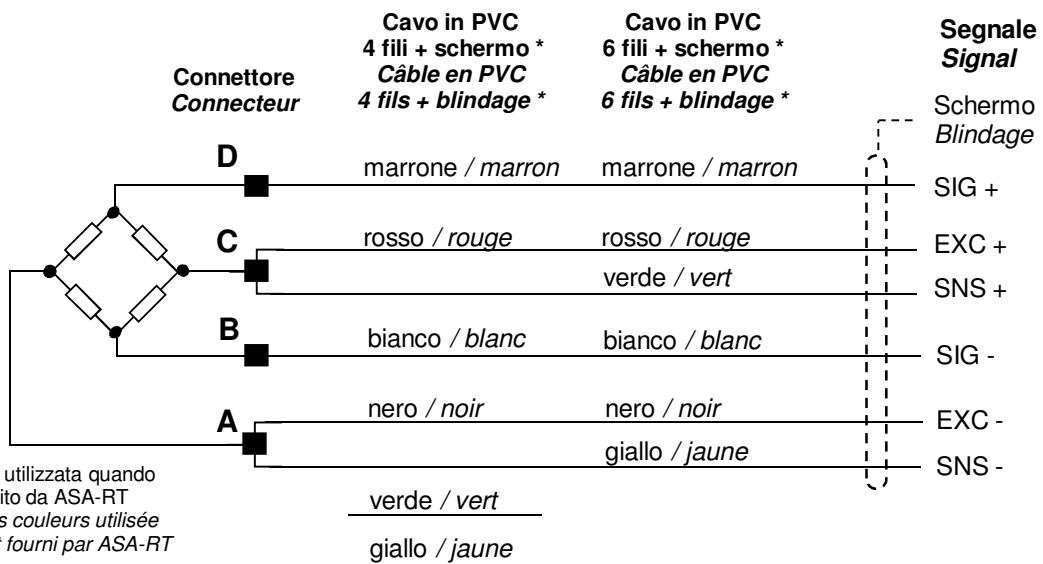 Cavo in PVC
4 fili + schermo *
Câble en PVC
4 fils + blindage *
Cavo in PVC
6 fili + schermo *
Câble en PVC
6 fils + blindage *
Segnale
Signal
Connettore
Connecteur
Schermo
Blindage
D
marrone / marron
marrone / marron
SIG +
C
rosso / rouge
rosso / rouge
EXC +
verde / vert
SNS +
B
bianco / blanc
bianco / blanc
SIG -
A
nero / noir
nero / noir
EXC -
giallo / jaune
SNS -
utilizzata quando
ito da ASA-RT
s couleurs utilisée
t fourni par ASA-RT
verde / vert
giallo / jaune